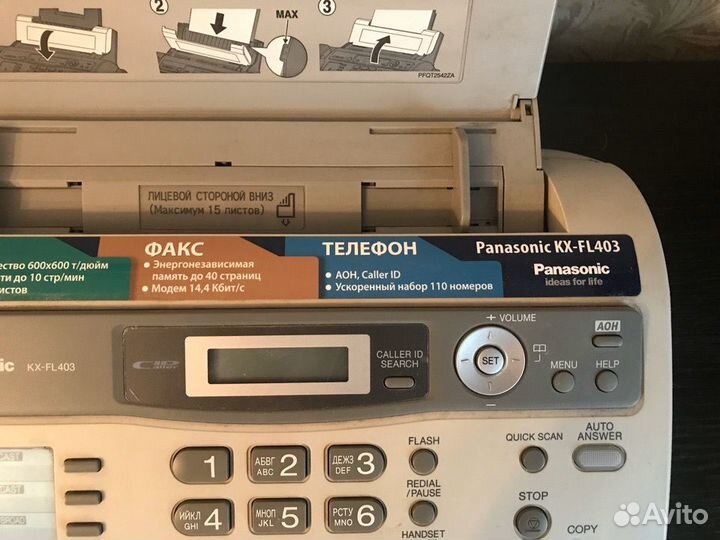 2
MAX
3
PFQT2542ZA
ЛИЦЕВОЙ СТОРОНОЙ ВНИЗ
(Максимум 15 листов)
600x600 т/дюйм
до 10 стр/мин
ФАКС
• Энергонезависимая
память до 40 страниц
• Модем 14,4 Кбит/с
ТЕЛЕФОН
• АОН, Caller ID
• Ускоренный набор 110 номеров
Panasonic KX-FL403
Panasonic
ideas for life
KX-FL403
Caller
CALLER ID
SEARCH
+ VOLUME
SET
–
АОН
MENU
HELP
1
АБВГ
ABC
2
ДЕЖЗ
DEF
3
FLASH
QUICK SCAN
AUTO
ANSWER
ИЙКЛ
GHI
4
МНОП
JKL
5
РСТУ
MNO
6
REDIAL
/PAUSE
HANDSET
STOP
COPY
Avito